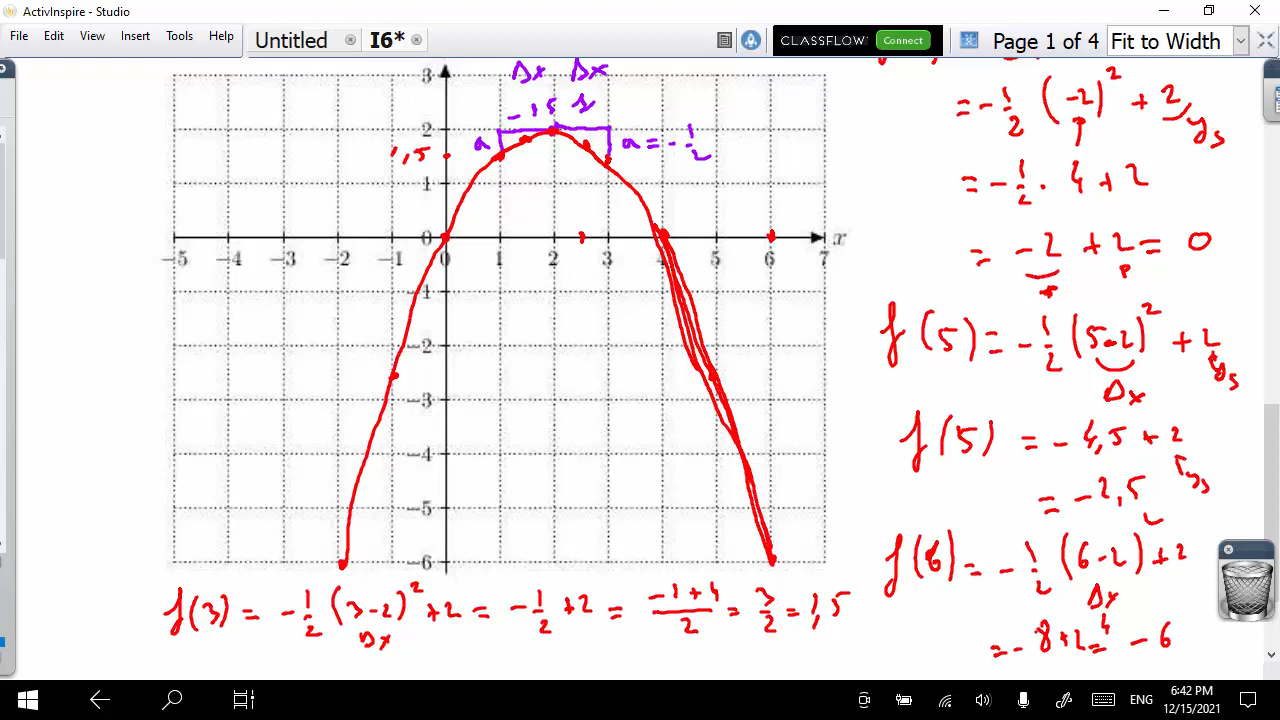 ActivInspire - Studio
File Edit View Insert Tools Help
Untitled
I6*
CLASSFLOW
Connect
Page 1 of 4
Fit to Width
3
Δx Δx
2
a
a = -1/2
1,5
1
0
x
-5 -4 -3 -2 -1 0 1 2 3 4 5 6 7
-1
-2
-3
-4
-5
-6
= -1/2 (-2)² + 2 ys
= -1/2 · 4 + 2
= -2 + 2 = 0
f(5) = -1/2 (5-2)² + 2
Δx ys
f(5) = -4,5 + 2
ys
= -2,5
f(6) = -1/2 (6-2) + 2
Δx
= -8+2= -6
4
f(3) = -1/2 (3-2)² +2 = -1/2 +2 = (-1+4)/2 = 3/2 = 1,5
Δx
ENG
6:42 PM
12/15/2021